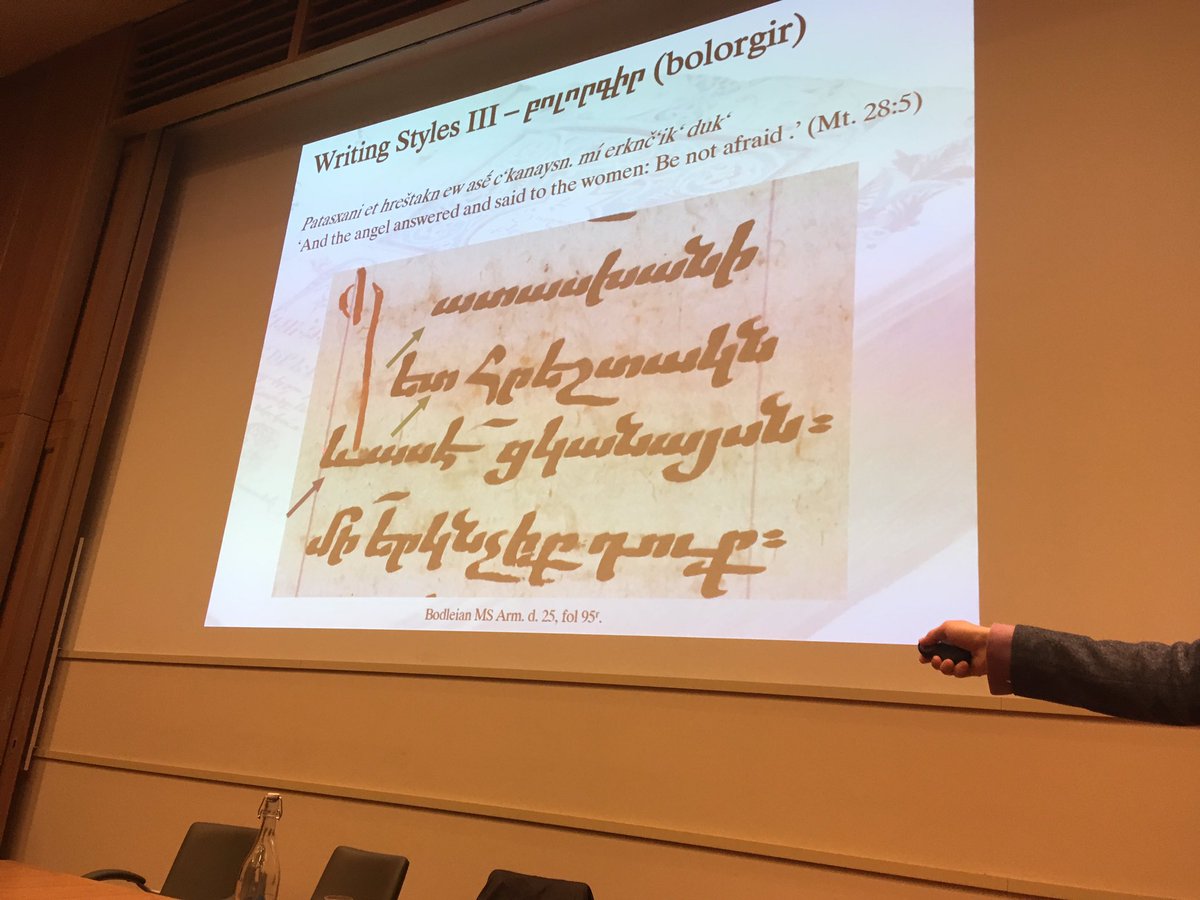 Writing Styles III – բոլորգիր (bolorgir)
Patasxani et hreštakn ew asḗ c‘kanaysn. mí erknč‘ik‘ duk‘
‘And the angel answered and said to the women: Be not afraid .’ (Mt. 28:5)
Պատասխանի
ետ հրեշտակն
և ասէ՛ ցկանայսն:
մի՛ երկնչիք դուք:
Bodleian MS Arm. d. 25, fol 95ʳ.